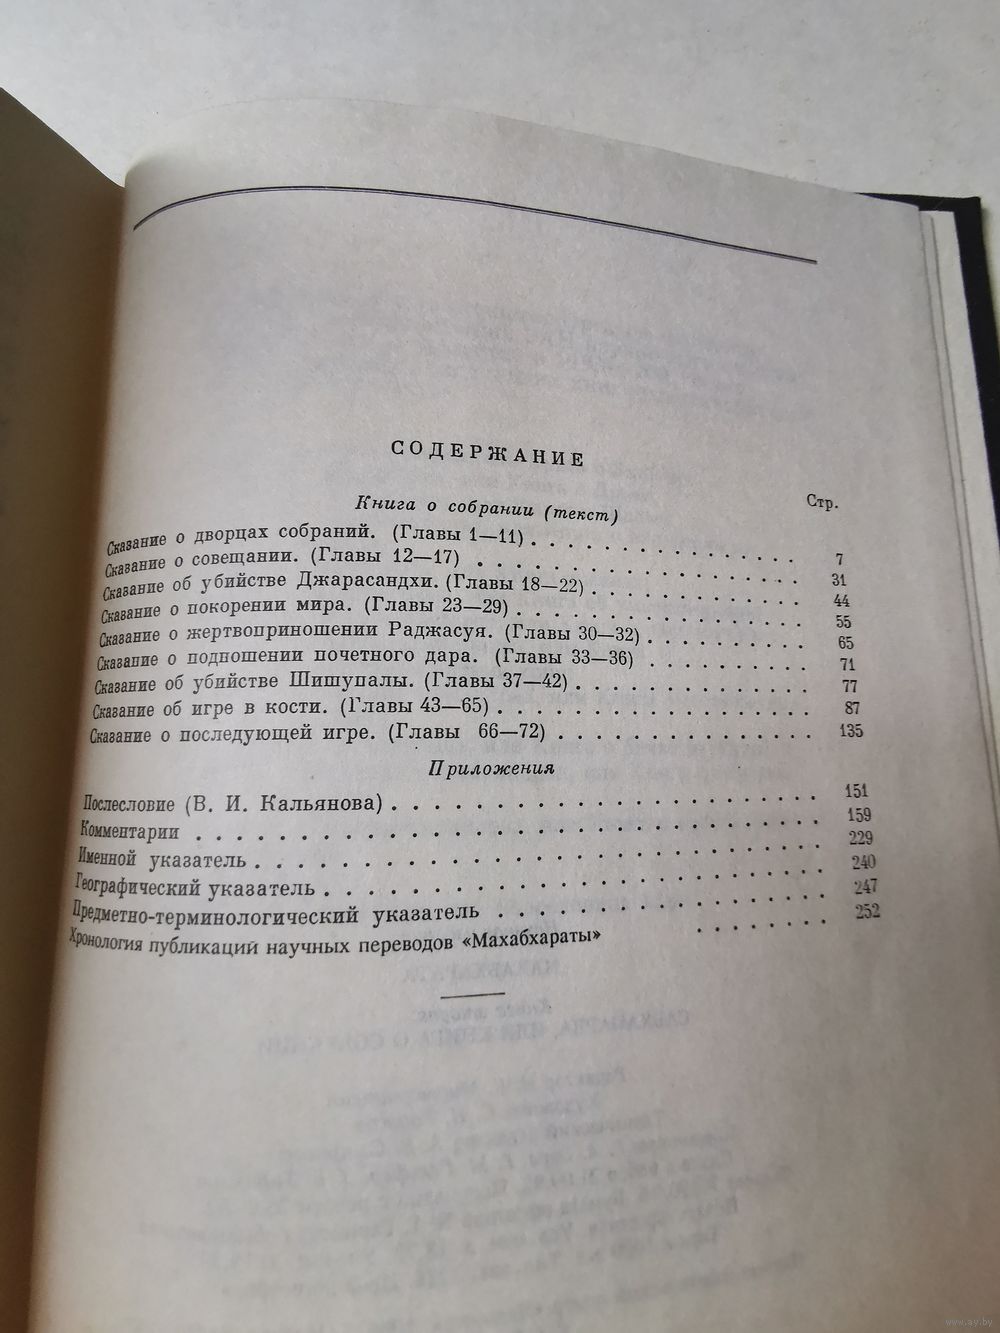 СОДЕРЖАНИЕ
Книга о собрании (текст) Стр.
Сказание о дворцах собраний. (Главы 1—11) . . . . . . . . . . . . . 7
Сказание о совещании. (Главы 12—17) . . . . . . . . . . . . . . . 31
Сказание об убийстве Джарасандхи. (Главы 18—22) . . . . . . . . . . 44
Сказание о покорении мира. (Главы 23—29) . . . . . . . . . . . . . 55
Сказание о жертвоприношении Раджасуя. (Главы 30—32) . . . . . . . . 65
Сказание о подношении почетного дара. (Главы 33—36) . . . . . . . . 71
Сказание об убийстве Шишупалы. (Главы 37—42) . . . . . . . . . . . 77
Сказание об игре в кости. (Главы 43—65) . . . . . . . . . . . . . . 87
Сказание о последующей игре. (Главы 66—72) . . . . . . . . . . . . 135
Приложения
Послесловие (В. И. Кальянова) . . . . . . . . . . . . . . . . . . 151
Комментарии . . . . . . . . . . . . . . . . . . . . . . . . . . . 159
Именной указатель . . . . . . . . . . . . . . . . . . . . . . . . 229
Географический указатель . . . . . . . . . . . . . . . . . . . . . 240
Предметно-терминологический указатель . . . . . . . . . . . . . . . 247
Хронология публикаций научных переводов «Махабхараты» . . . . . . . 252
www.ay.by